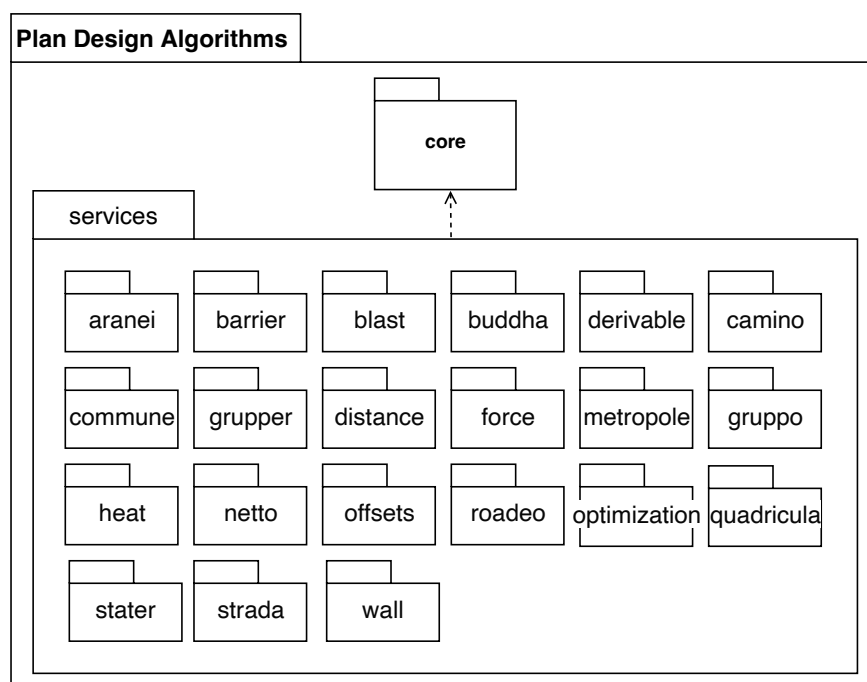 Plan Design Algorithms
core
services
aranei
barrier
blast
buddha
derivable
camino
commune
grupper
distance
force
metropole
gruppo
heat
netto
offsets
roadeo
optimization
quadricula
stater
strada
wall